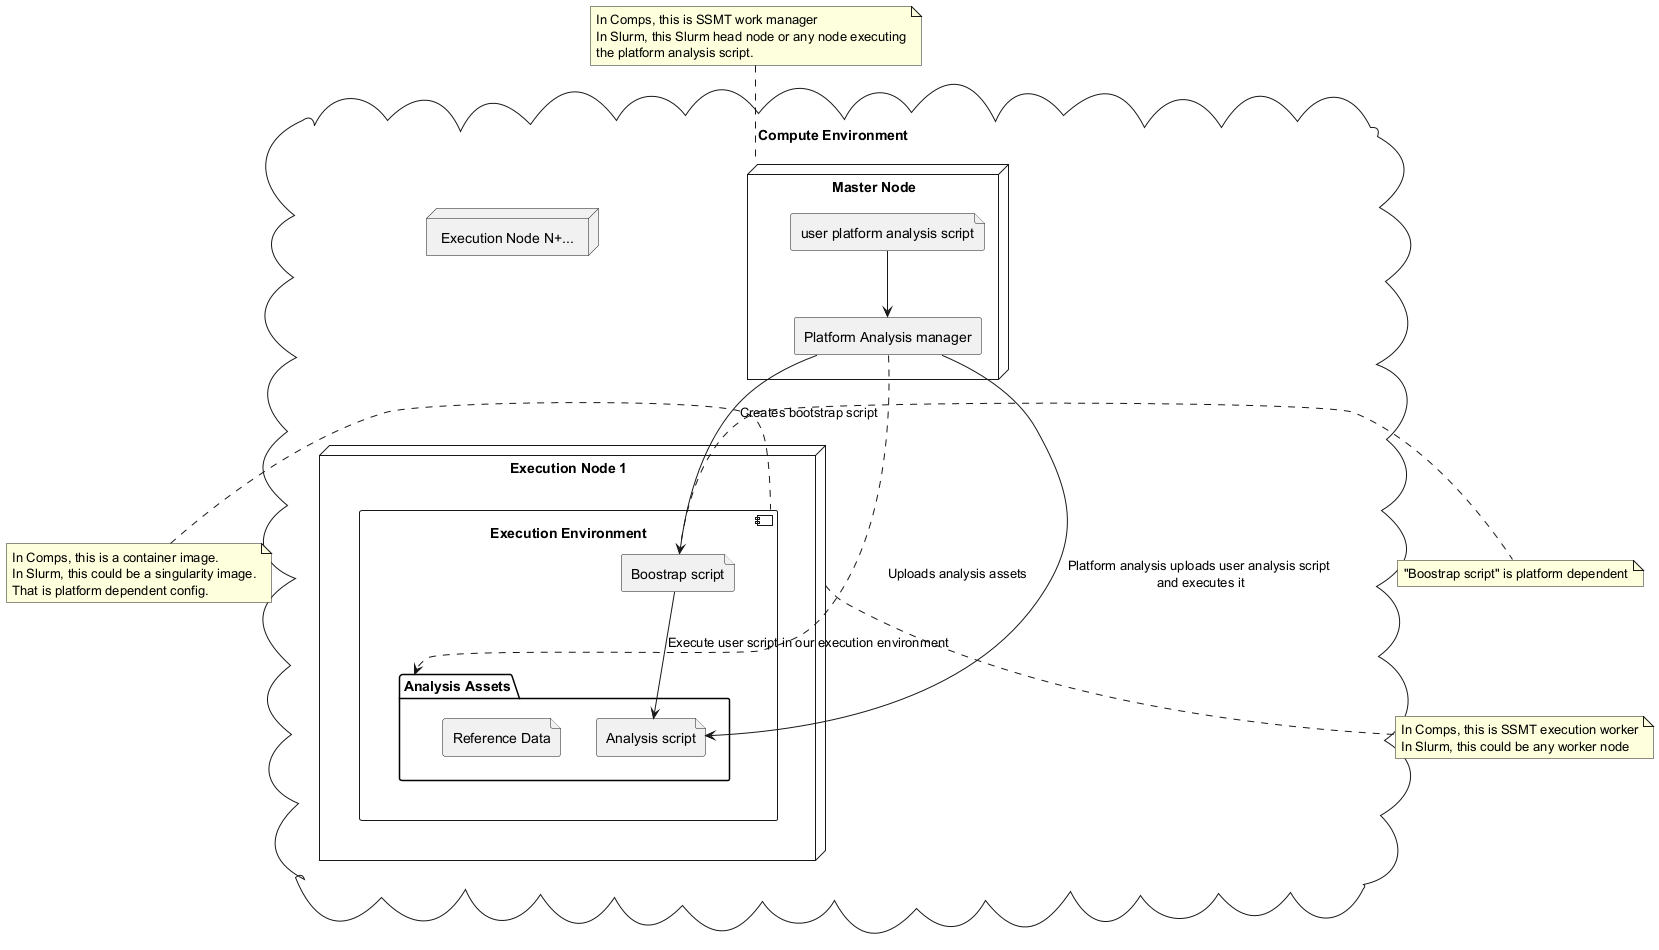 In Comps, this is SSMT work manager
In Slurm, this Slurm head node or any node executing
the platform analysis script.
Compute Environment
Master Node
user platform analysis script
Execution Node N+...
Platform Analysis manager
Creates bootstrap script
Execution Node 1
Execution Environment
In Comps, this is a container image.
In Slurm, this could be a singularity image.
That is platform dependent config.
Boostrap script
Uploads analysis assets
Platform analysis uploads user analysis script
and executes it
"Boostrap script" is platform dependent
Execute user script in our execution environment
Analysis Assets
Reference Data
Analysis script
In Comps, this is SSMT execution worker
In Slurm, this could be any worker node